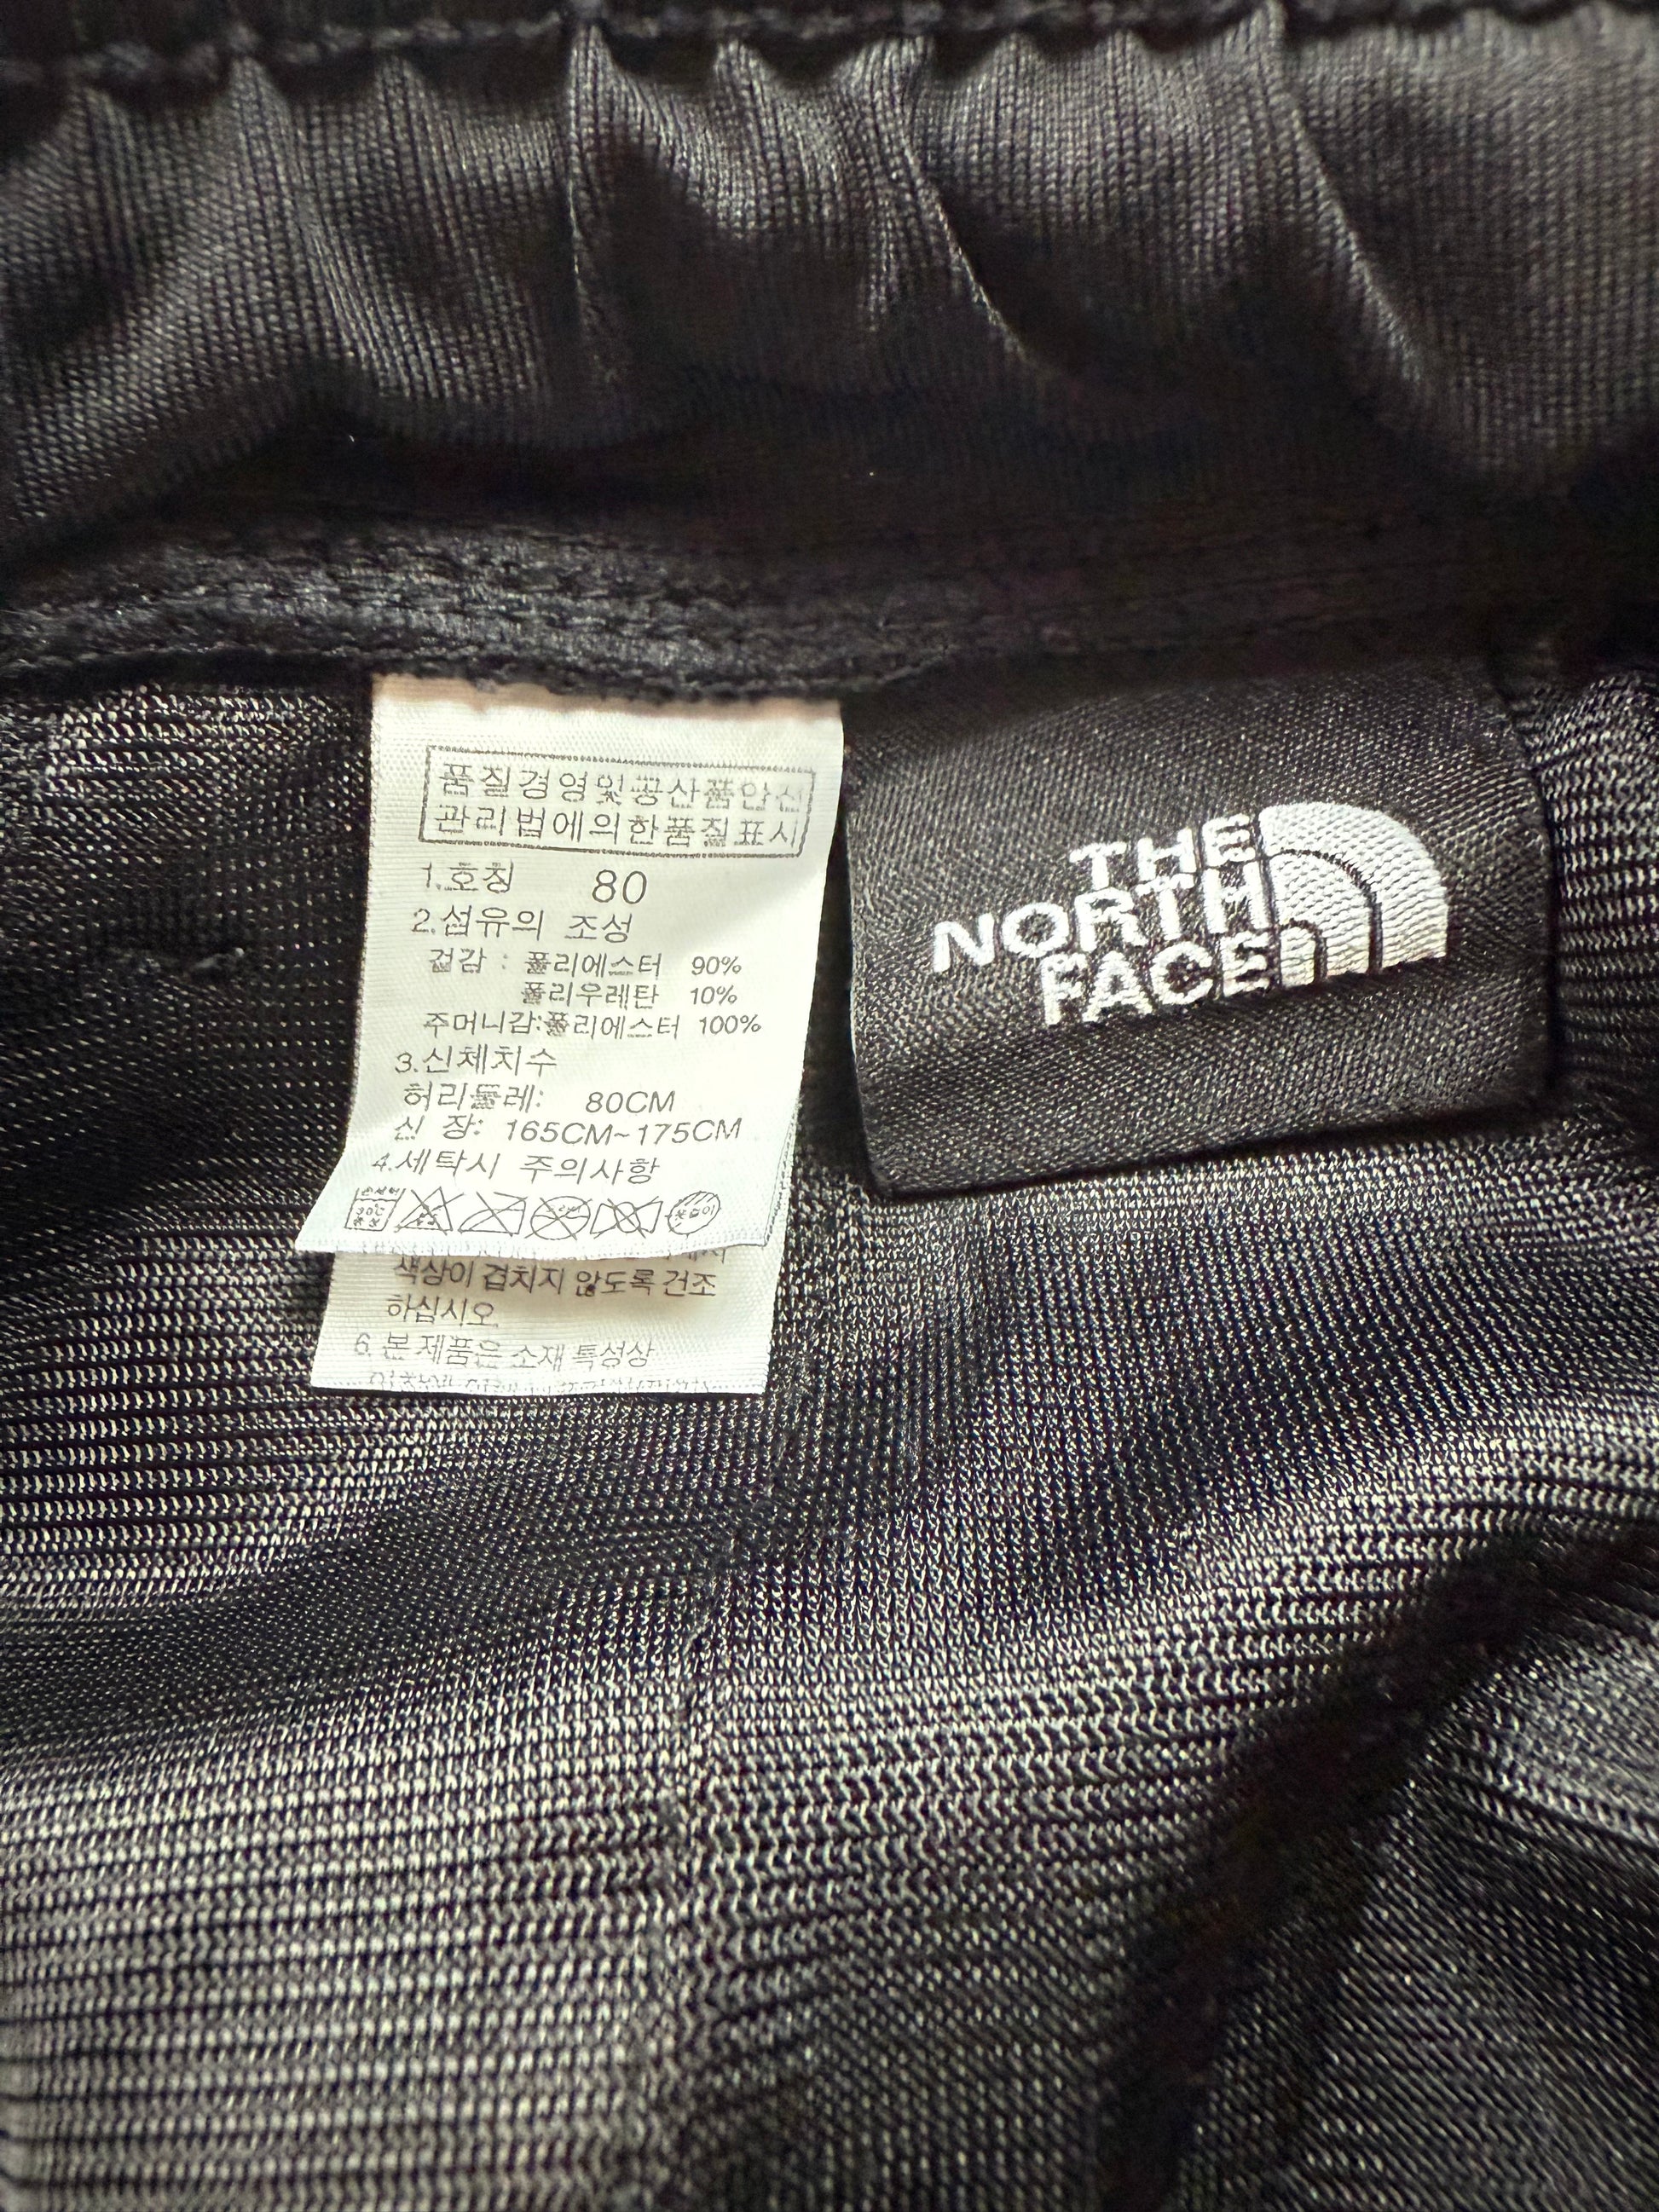 품질경영및공산품안전
관리법에의한품질표시
1.호칭 80
2.섬유의 조성
겉감 : 폴리에스터 90%
폴리우레탄 10%
주머니감:폴리에스터 100%
3.신체치수
허리둘레: 80CM
신 장: 165CM~175CM
4.세탁시 주의사항
30℃
색상이 겹치지 않도록 건조
하십시오
6.본 제품은 소재 특성상
THE
NORTH
FACE